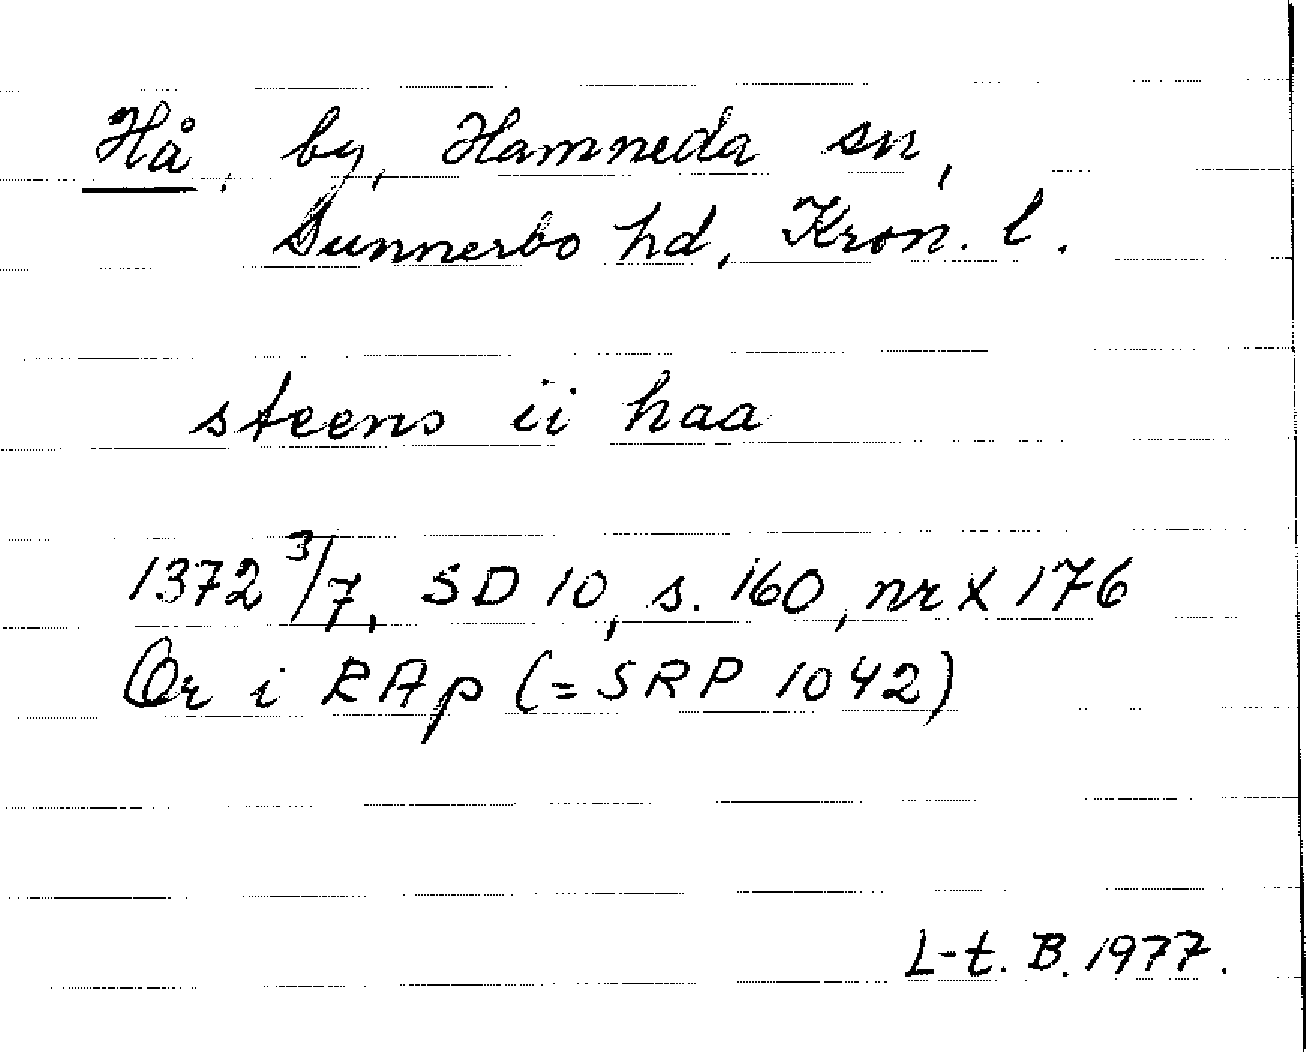 Hå, by, Hamneda sn,
Sunnerbo hd, Kron. l.
steens ii haa
1372 3/7, SD 10, s. 160, nr X 176
Or i RAp (= SRP 1042)
L-t. B. 1977.